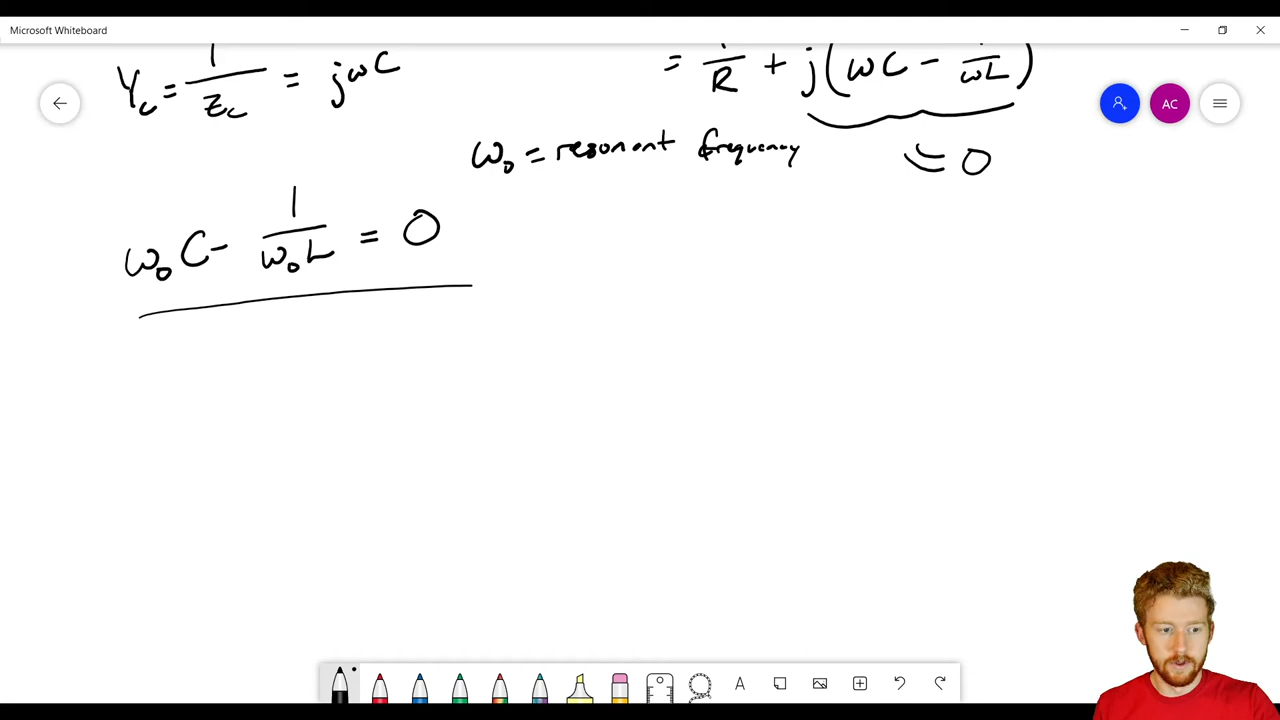 Microsoft Whiteboard
Y_C = 1/Z_C = jωC
= 1/R + j(ωC - 1/ωL)
ω₀ = resonant frequency
= 0
ω₀C - 1/ω₀L = 0
AC
A